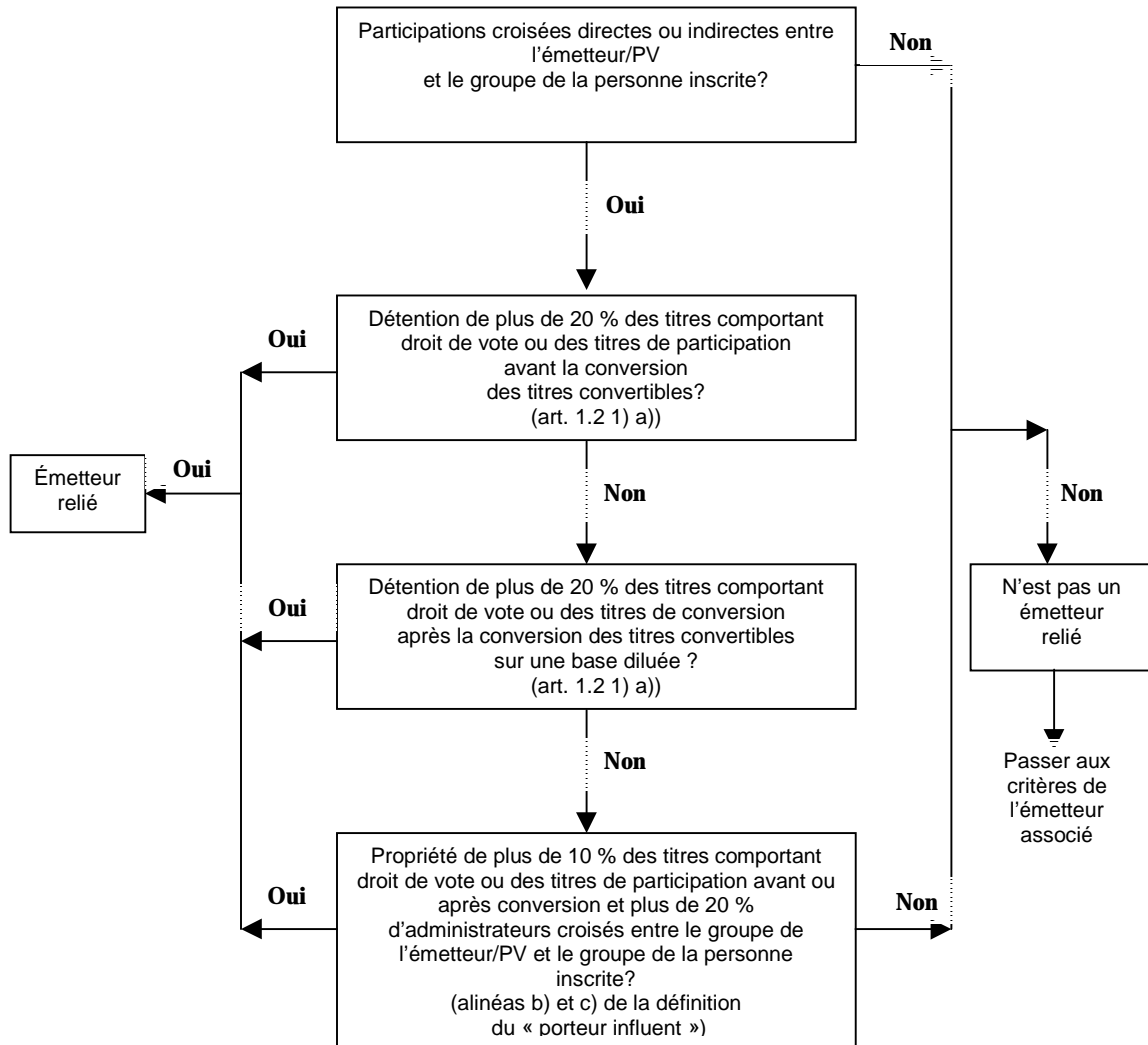 Participations croisées directes ou indirectes entre
l’émetteur/PV
et le groupe de la personne inscrite?
Non
Oui
Détention de plus de 20 % des titres comportant
droit de vote ou des titres de participation
avant la conversion
des titres convertibles?
(art. 1.2 1) a))
Oui
Émetteur
relié
Oui
Non
Non
Détention de plus de 20 % des titres comportant
droit de vote ou des titres de conversion
après la conversion des titres convertibles
sur une base diluée ?
(art. 1.2 1) a))
Oui
N’est pas un
émetteur
relié
Non
Passer aux
critères de
l’émetteur
associé
Propriété de plus de 10 % des titres comportant
droit de vote ou des titres de participation avant ou
après conversion et plus de 20 %
d’administrateurs croisés entre le groupe de
l’émetteur/PV et le groupe de la personne
inscrite?
(alinéas b) et c) de la définition
du « porteur influent »)
Oui
Non